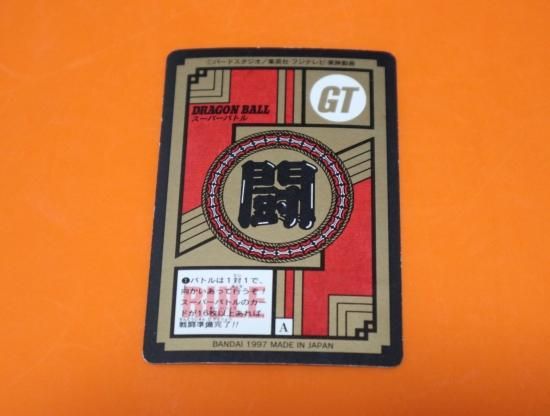 ©バードスタジオ／集英社・フジテレビ・東映動画
GT
DRAGON BALL
スーパーバトル
闘
❶バトルは1対1で、
向かいあって行うぞ！
スーパーバトルのカー
ドが16枚以上あれば、
戦闘準備完了!!
A
BANDAI 1997 MADE IN JAPAN